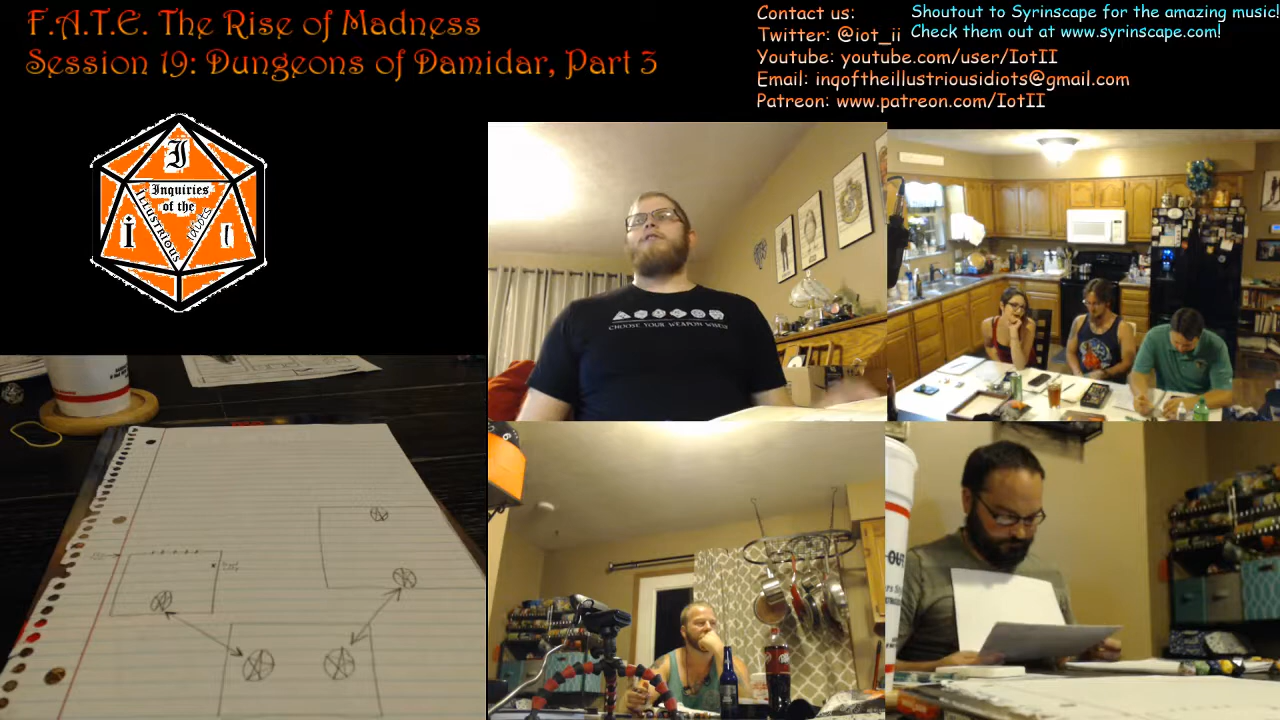 F.A.T.E. The Rise of Madness
Session 19: Dungeons of Damidar, Part 3
Contact us:
Twitter: @iot_ii
Youtube: youtube.com/user/IotII
Email: inqoftheillustriousidiots@gmail.com
Patreon: www.patreon.com/IotII
Shoutout to Syrinscape for the amazing music!
Check them out at www.syrinscape.com!
I
Inquiries
of the
Illustrious
Idiots
i
I
CHOOSE YOUR WEAPON WISELY